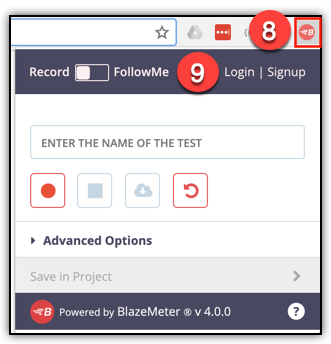 8
Record FollowMe 9 Login | Signup
ENTER THE NAME OF THE TEST
Advanced Options
Save in Project
B Powered by BlazeMeter ® v 4.0.0 ?